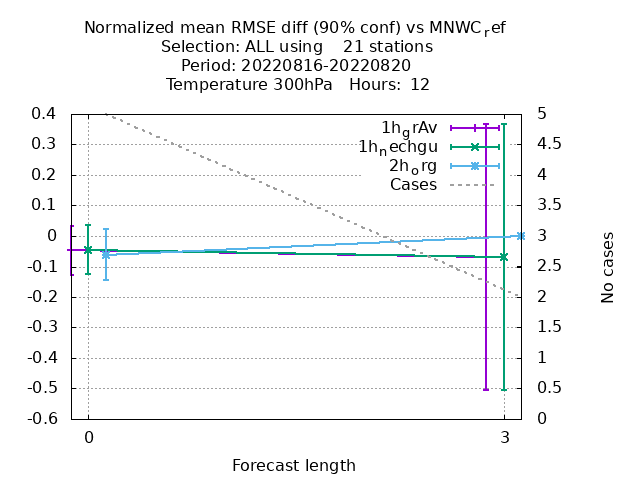 Normalized mean RMSE diff (90% conf) vs MNWC_ref
Selection: ALL using    21 stations
Period: 20220816-20220820
Temperature 300hPa   Hours:  12
0.4
0.3
0.2
0.1
0
-0.1
-0.2
-0.3
-0.4
-0.5
-0.6
1h_grAv
1h_nechgu
2h_org
Cases
5
4.5
4
3.5
3
2.5
2
1.5
1
0.5
0
No cases
0
3
Forecast length